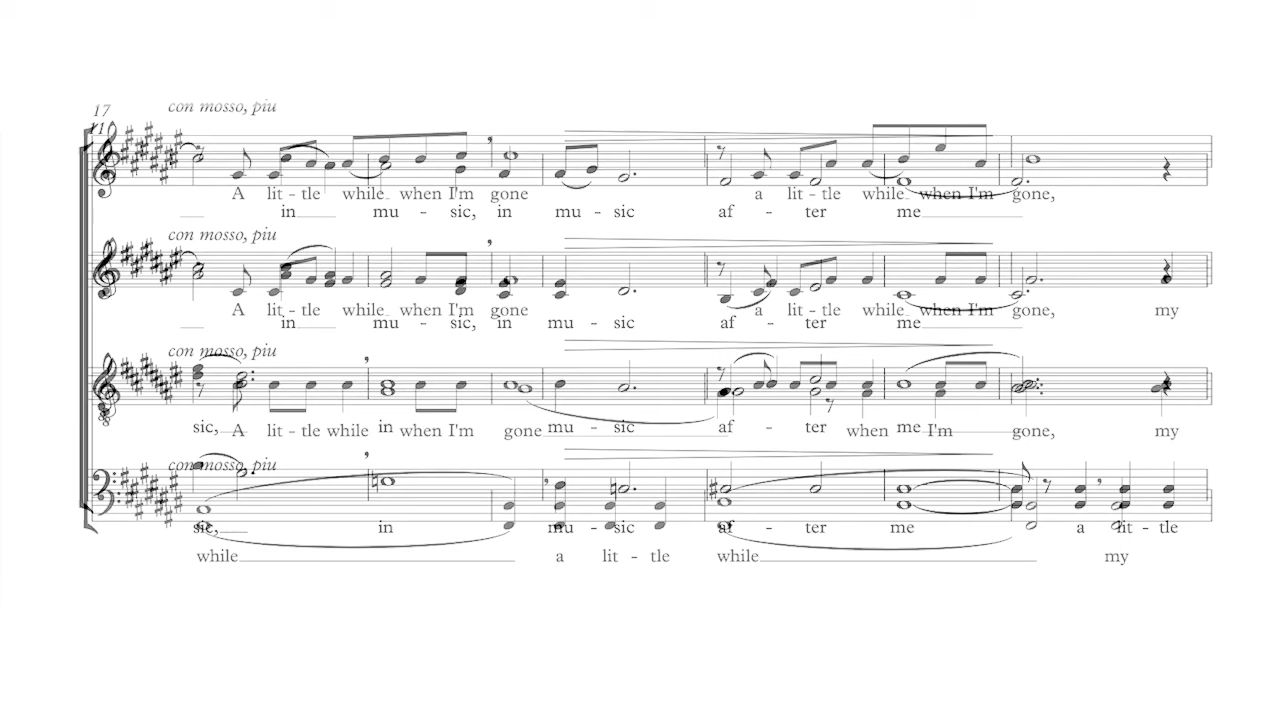 17
11
con mosso, piu
A lit - tle while when I'm gone a lit - tle while when I'm gone,
in mu - sic, in mu - sic af - ter me
con mosso, piu
A lit - tle while when I'm gone a lit - tle while when I'm gone, my
in mu - sic, in mu - sic af - ter me
con mosso, piu
sic, in mu - sic af - ter me
A lit - tle while when I'm gone when I'm gone, my
con mosso, piu
sic, in mu - sic af - ter me a lit - tle
while a lit - tle while my